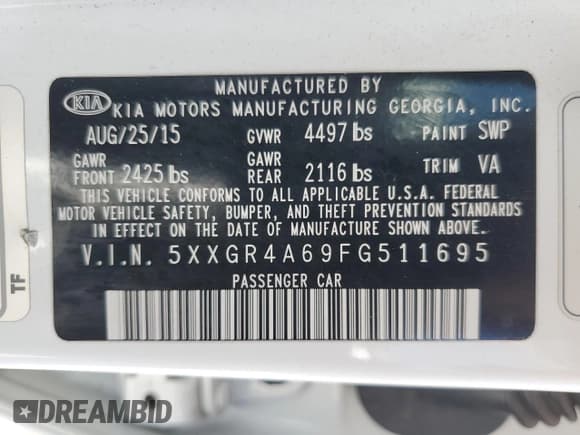 MANUFACTURED BY
KIA KIA MOTORS MANUFACTURING GEORGIA, INC.
AUG/25/15 GVWR 4497 lbs PAINT SWP
GAWR FRONT 2425 lbs GAWR REAR 2116 lbs TRIM VA
THIS VEHICLE CONFORMS TO ALL APPLICABLE U.S.A. FEDERAL
MOTOR VEHICLE SAFETY, BUMPER, AND THEFT PREVENTION STANDARDS
IN EFFECT ON THE DATE OF MANUFACTURE SHOWN ABOVE.
V.I.N. 5XXGR4A69FG511695
PASSENGER CAR
TF
DREAMBID